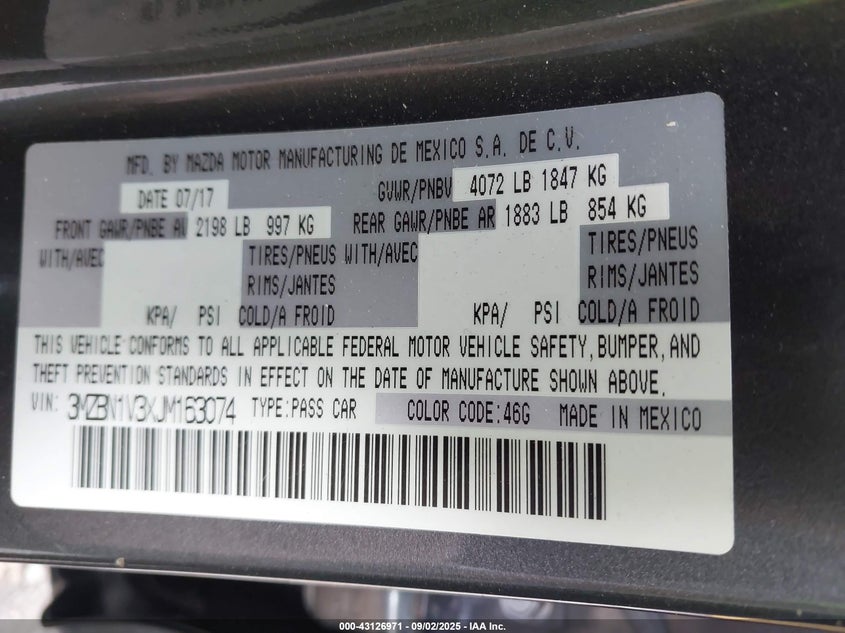 MFD. BY MAZDA MOTOR MANUFACTURING DE MEXICO S.A. DE C.V.
DATE 07/17 GVWR/PNBV 4072 LB 1847 KG
FRONT GAWR/PNBE AV 2198 LB 997 KG REAR GAWR/PNBE AR 1883 LB 854 KG
WITH/AVEC TIRES/PNEUS WITH/AVEC TIRES/PNEUS
RIMS/JANTES RIMS/JANTES
KPA/ PSI COLD/A FROID KPA/ PSI COLD/A FROID
THIS VEHICLE CONFORMS TO ALL APPLICABLE FEDERAL MOTOR VEHICLE SAFETY, BUMPER, AND
THEFT PREVENTION STANDARDS IN EFFECT ON THE DATE OF MANUFACTURE SHOWN ABOVE.
VIN: 3MZBN1V3XJM163074 TYPE:PASS CAR COLOR CODE:46G MADE IN MEXICO
000-43126971 - 09/02/2025 - IAA Inc.